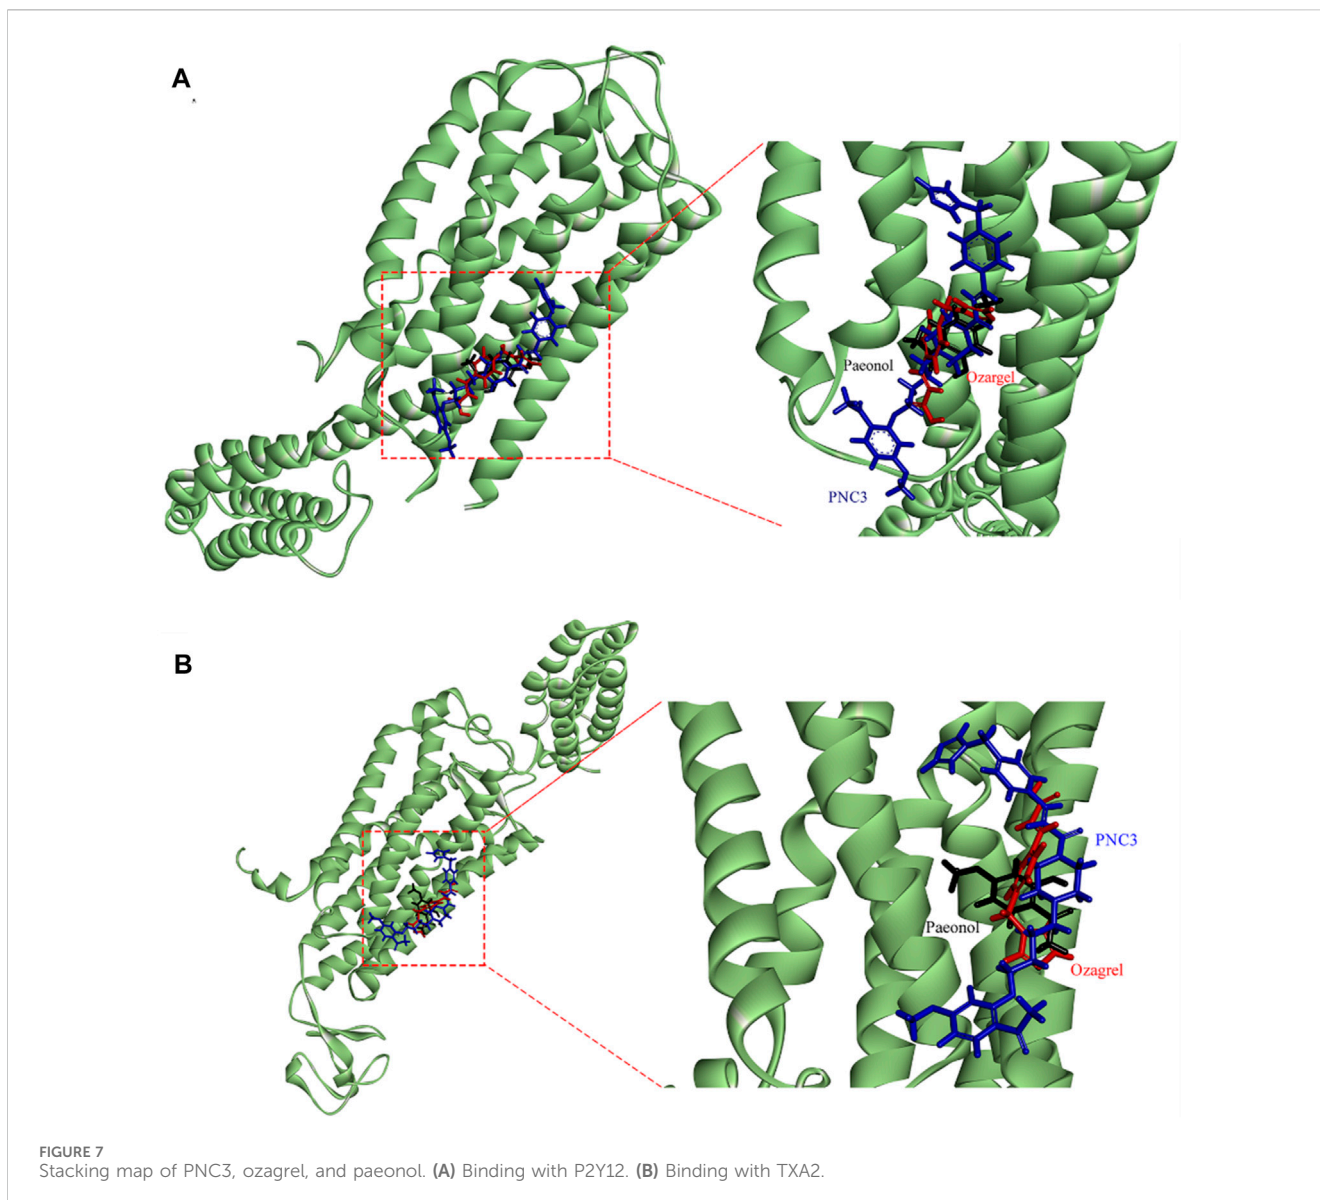 A
Paeonol
Ozargel
PNC3
B
PNC3
Paeonol
Ozagrel
FIGURE 7
Stacking map of PNC3, ozagrel, and paeonol. (A) Binding with P2Y12. (B) Binding with TXA2.